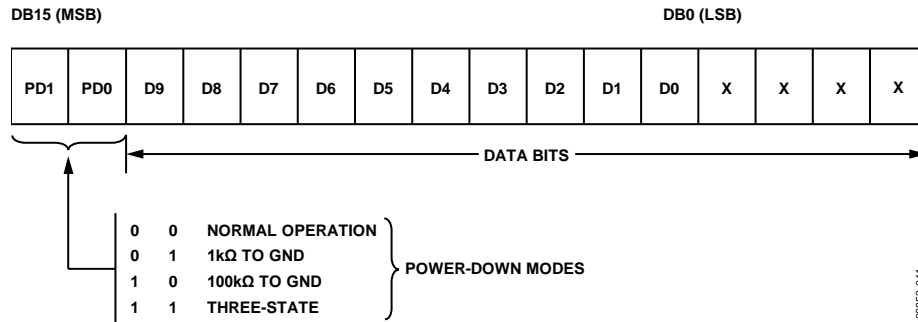 DB15 (MSB) DB0 (LSB)
PD1 PD0 D9 D8 D7 D6 D5 D4 D3 D2 D1 D0 X X X X
DATA BITS
0 0 NORMAL OPERATION
0 1 1kΩ TO GND
1 0 100kΩ TO GND
1 1 THREE-STATE
POWER-DOWN MODES